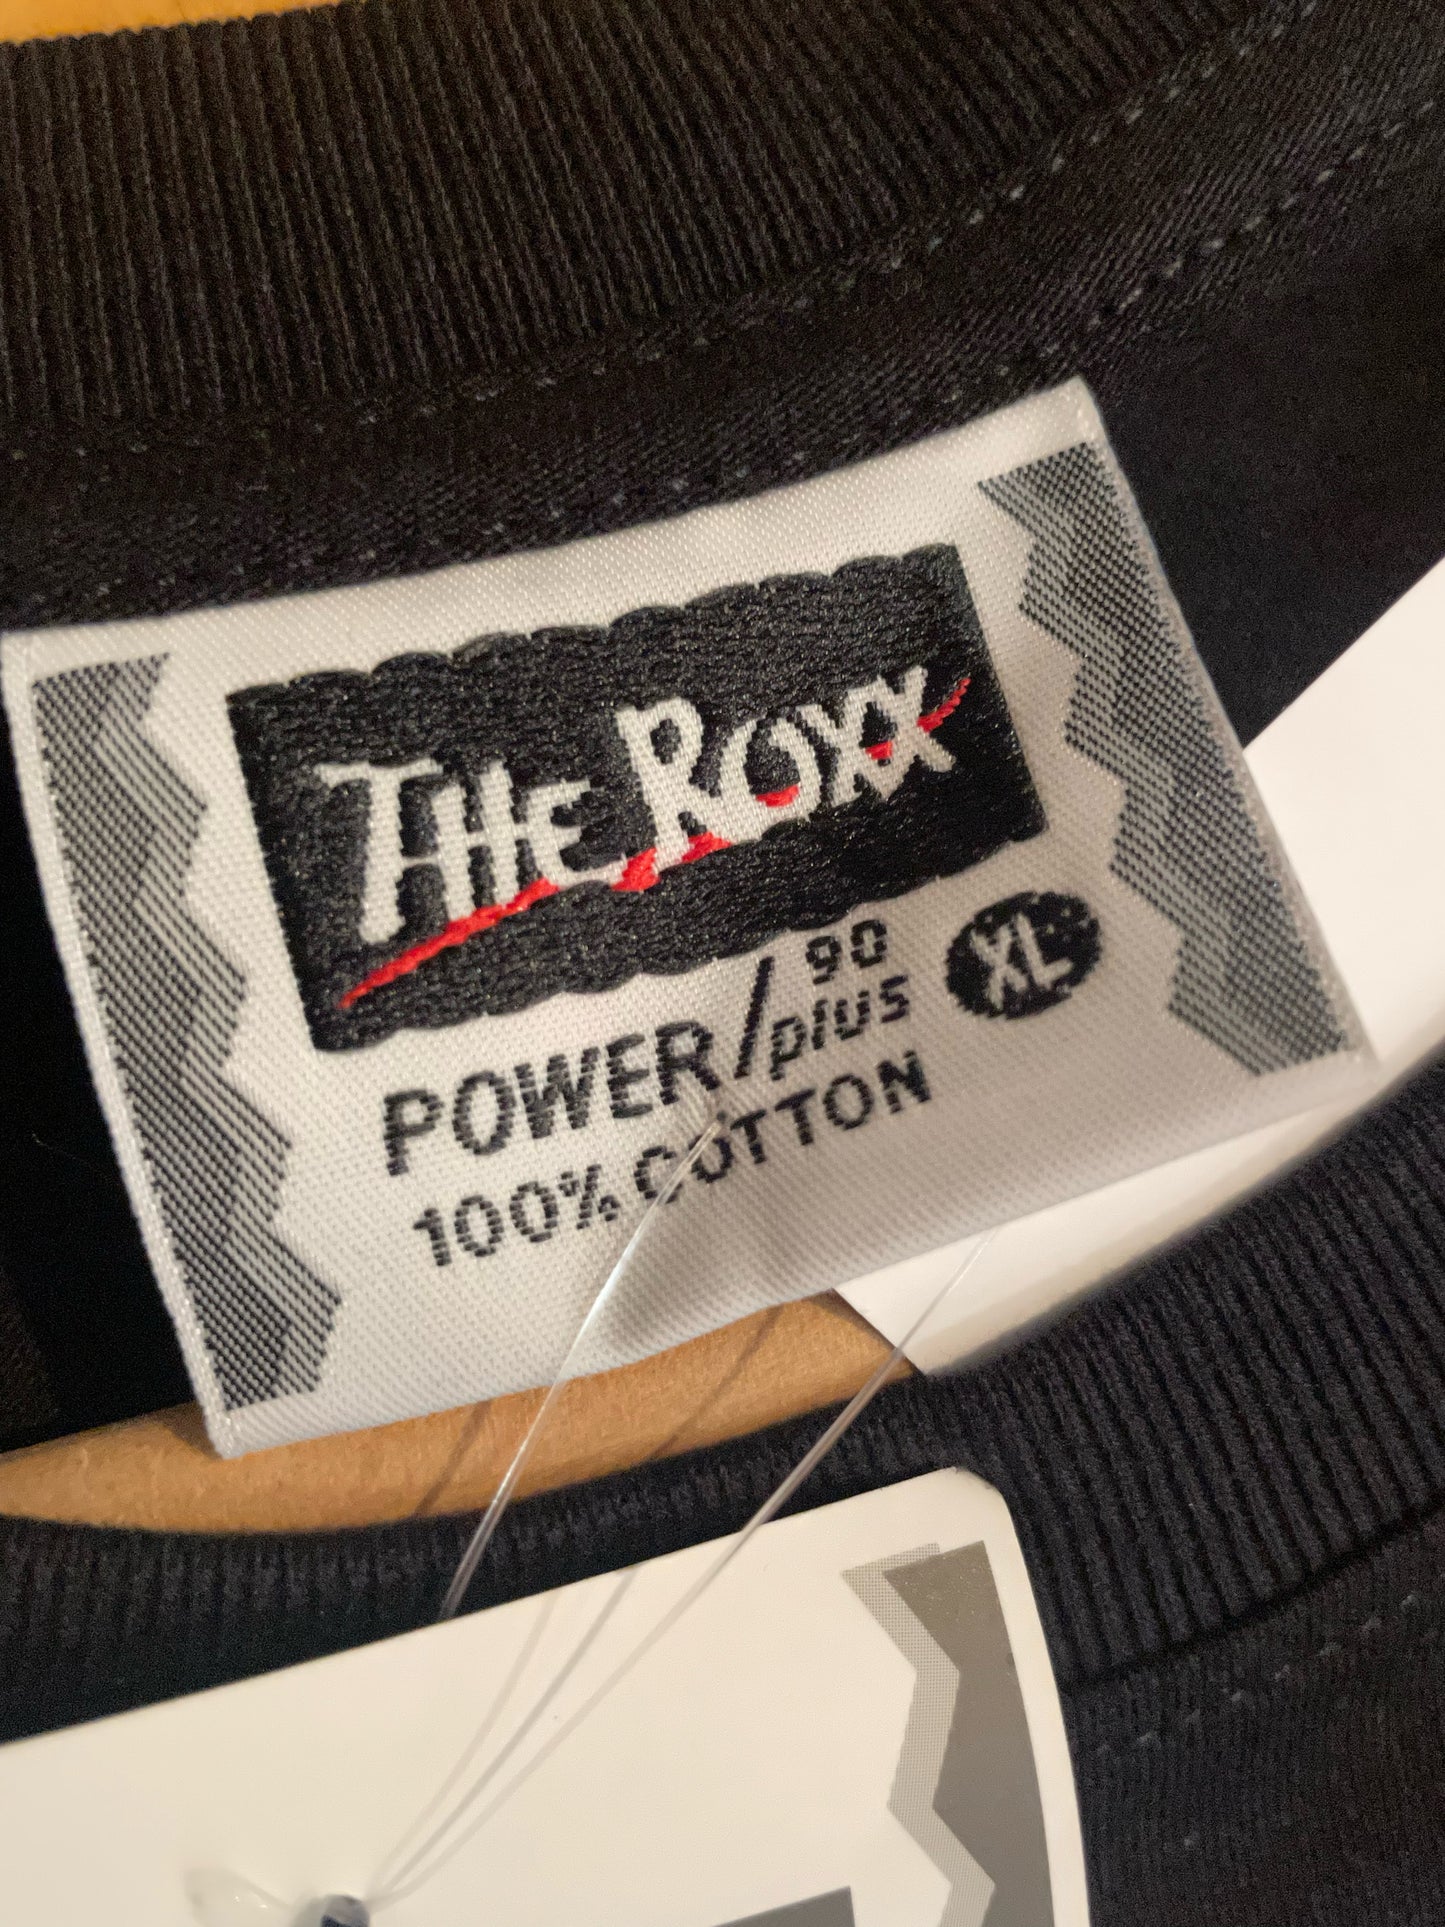 THE ROXX
POWER/90 plus XL
100% COTTON